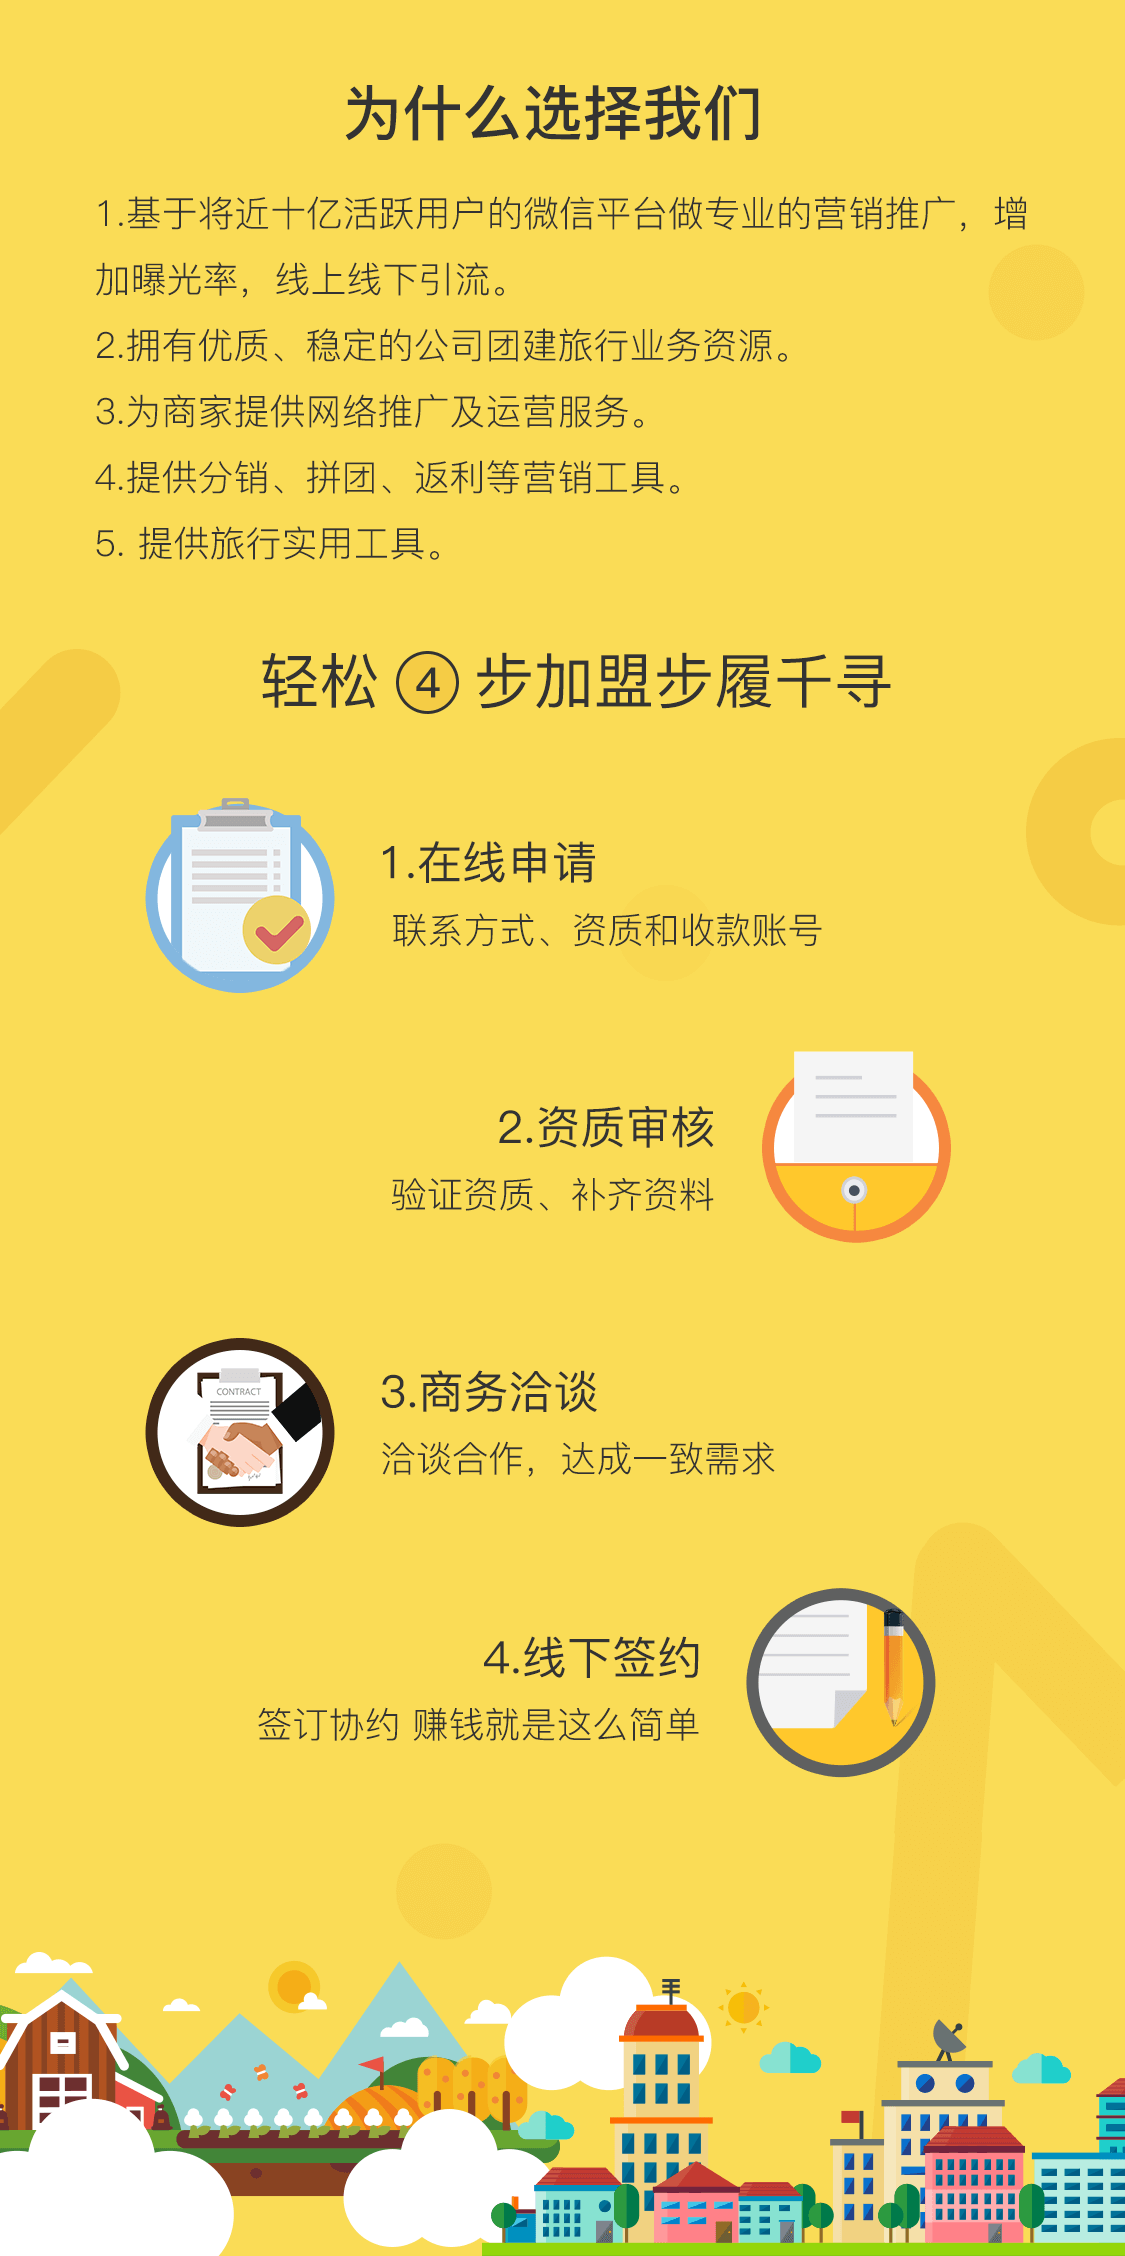 为什么选择我们
1.基于将近十亿活跃用户的微信平台做专业的营销推广，增
加曝光率，线上线下引流。
2.拥有优质、稳定的公司团建旅行业务资源。
3.为商家提供网络推广及运营服务。
4.提供分销、拼团、返利等营销工具。
5. 提供旅行实用工具。
轻松 4 步加盟步履千寻
1.在线申请
联系方式、资质和收款账号
2.资质审核
验证资质、补齐资料
CONTRACT
3.商务洽谈
洽谈合作，达成一致需求
4.线下签约
签订协约 赚钱就是这么简单